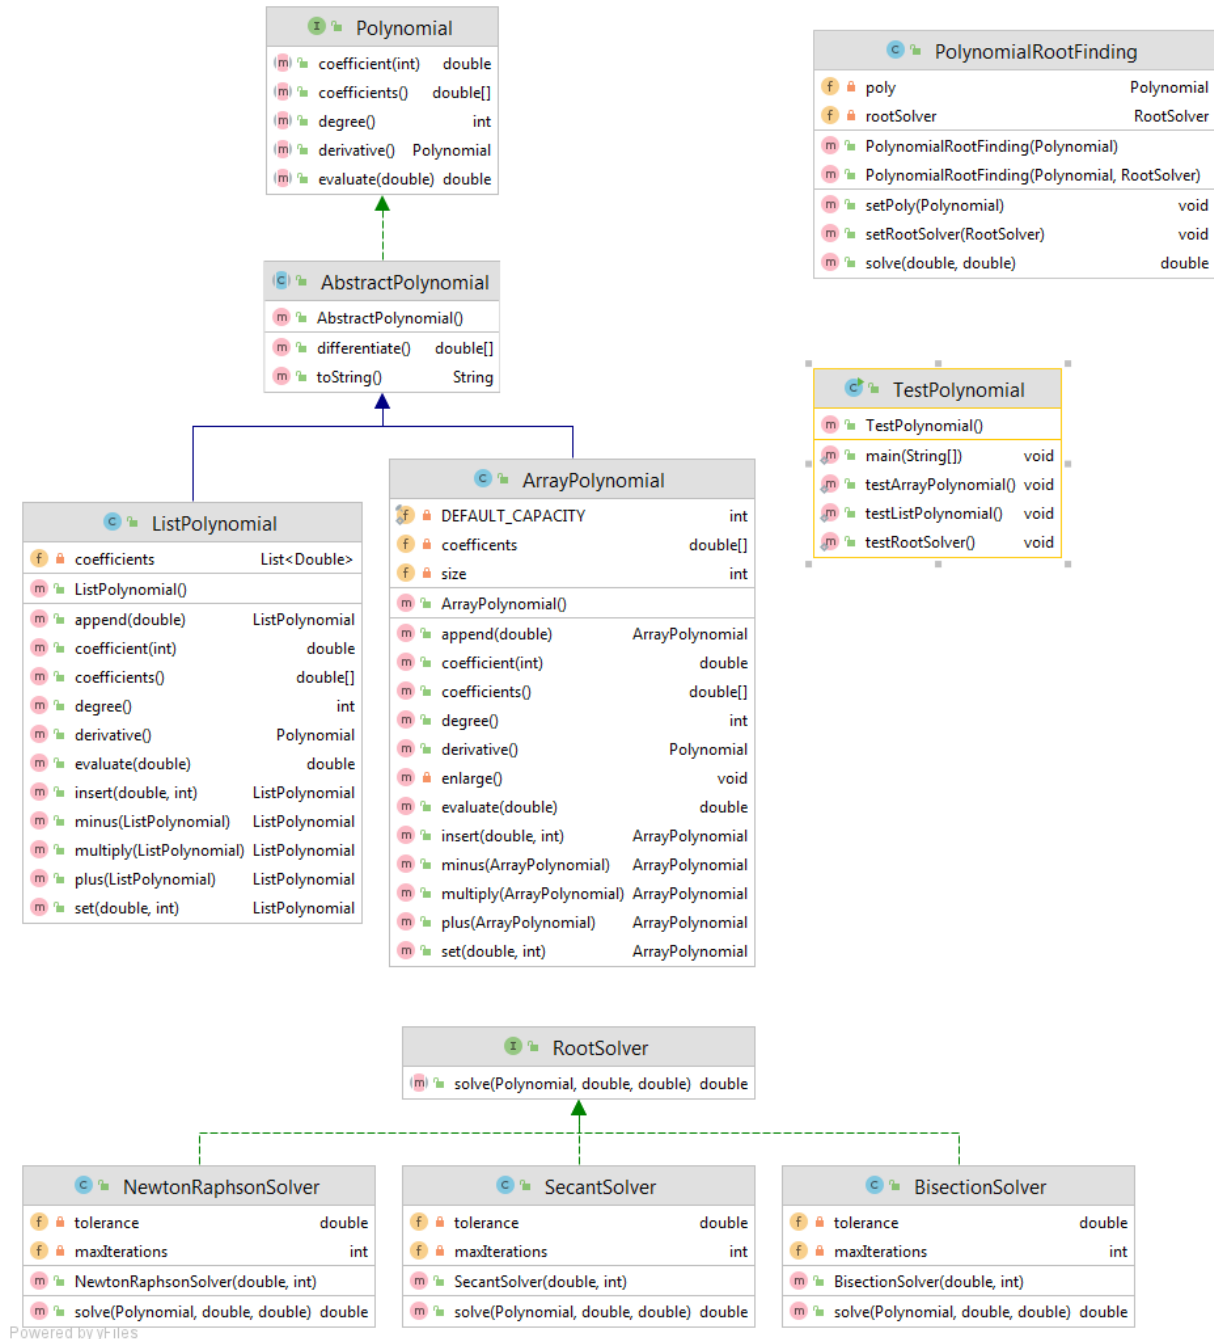 Polynomial
coefficient(int) double
coefficients() double[]
degree() int
derivative() Polynomial
evaluate(double) double
PolynomialRootFinding
poly Polynomial
rootSolver RootSolver
PolynomialRootFinding(Polynomial)
PolynomialRootFinding(Polynomial, RootSolver)
setPoly(Polynomial) void
setRootSolver(RootSolver) void
solve(double, double) double
AbstractPolynomial
AbstractPolynomial()
differentiate() double[]
toString() String
TestPolynomial
TestPolynomial()
main(String[]) void
testArrayPolynomial() void
testListPolynomial() void
testRootSolver() void
ListPolynomial
coefficients List<Double>
ListPolynomial()
append(double) ListPolynomial
coefficient(int) double
coefficients() double[]
degree() int
derivative() Polynomial
evaluate(double) double
insert(double, int) ListPolynomial
minus(ListPolynomial) ListPolynomial
multiply(ListPolynomial) ListPolynomial
plus(ListPolynomial) ListPolynomial
set(double, int) ListPolynomial
ArrayPolynomial
DEFAULT_CAPACITY int
coefficents double[]
size int
ArrayPolynomial()
append(double) ArrayPolynomial
coefficient(int) double
coefficients() double[]
degree() int
derivative() Polynomial
enlarge() void
evaluate(double) double
insert(double, int) ArrayPolynomial
minus(ArrayPolynomial) ArrayPolynomial
multiply(ArrayPolynomial) ArrayPolynomial
plus(ArrayPolynomial) ArrayPolynomial
set(double, int) ArrayPolynomial
RootSolver
solve(Polynomial, double, double) double
NewtonRaphsonSolver
tolerance double
maxIterations int
NewtonRaphsonSolver(double, int)
solve(Polynomial, double, double) double
SecantSolver
tolerance double
maxIterations int
SecantSolver(double, int)
solve(Polynomial, double, double) double
BisectionSolver
tolerance double
maxIterations int
BisectionSolver(double, int)
solve(Polynomial, double, double) double
Powered by yFiles